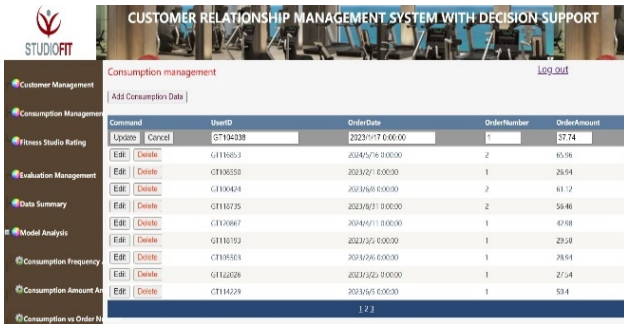 CUSTOMER RELATIONSHIP MANAGEMENT SYSTEM WITH DECISION SUPPORT
STUDIOFIT
Consumption management
Log out
Customer Management
Add Consumption Data
Consumption Managemen
Command UserID OrderDate OrderNumber OrderAmount
Update Cancel GT104038 2023/1/17 0:00:00 1 37.74
Fitness Studio Rating
Edit Delete GT116853 2024/5/16 0:00:00 2 65.96
Edit Delete 2023/2/1 0:00:00 1 26.94
Evaluation Management
Edit Delete GT100424 2023/6/8 0:00:00 2 61.12
Data Summary
Edit Delete GT118735 2023/8/31 0:00:00 2 56.46
Edit Delete GT120867 2024/4/11 0:00:00 1 42.98
Model Analysis
Edit Delete GT118193 2023/3/5 0:00:00 1 29.50
Consumption Frequency
Edit Delete GT105503 2023/2/6 0:00:00 1 28.94
Edit Delete GT122026 2023/3/25 0:00:00 1 27.54
Consumption Amount An
Edit Delete GT114229 2023/6/5 0:00:00 1 50.4
1 2 3
Consumption vs Order N